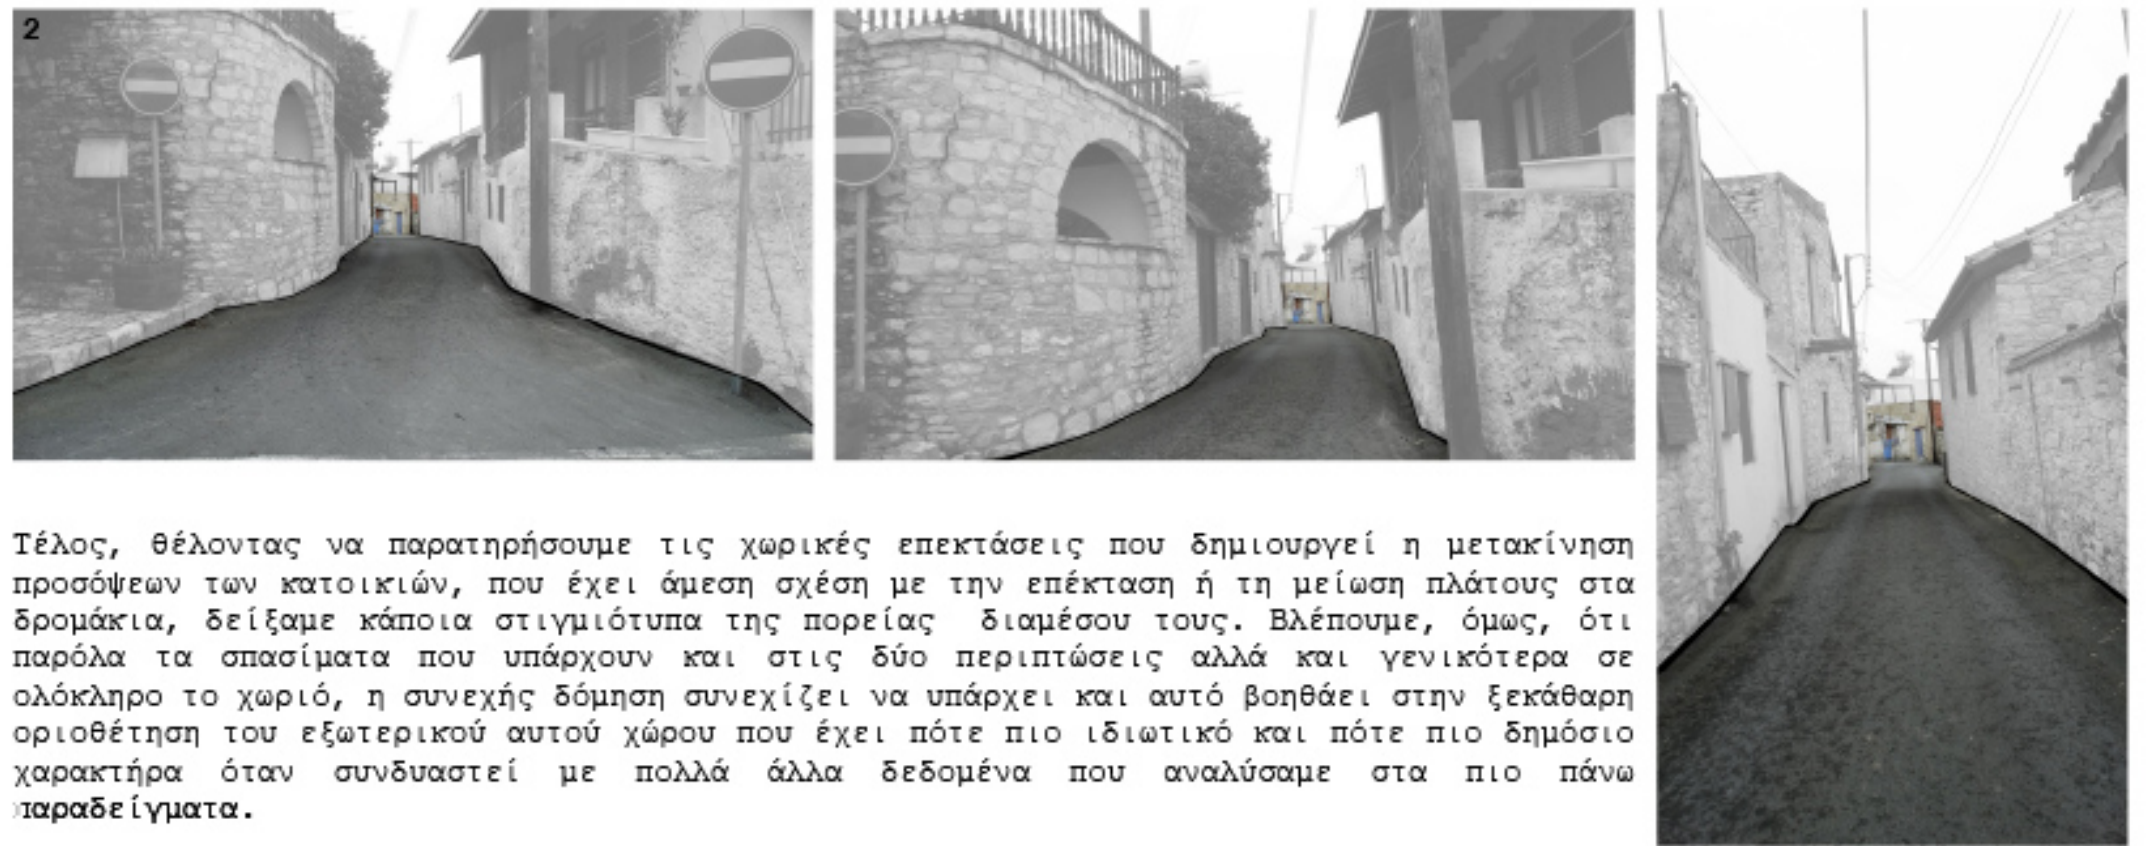 2
Τέλος, θέλοντας να παρατηρήσουμε τις χωρικές επεκτάσεις που δημιουργεί η μετακίνηση
προσόψεων των κατοικιών, που έχει άμεση σχέση με την επέκταση ή τη μείωση πλάτους στα
δρομάκια, δείξαμε κάποια στιγμιότυπα της πορείας διαμέσου τους. Βλέπουμε, όμως, ότι
παρόλα τα σπασίματα που υπάρχουν και στις δύο περιπτώσεις αλλά και γενικότερα σε
ολόκληρο το χωριό, η συνεχής δόμηση συνεχίζει να υπάρχει και αυτό βοηθάει στην ξεκάθαρη
οριοθέτηση του εξωτερικού αυτού χώρου που έχει πότε πιο ιδιωτικό και πότε πιο δημόσιο
χαρακτήρα όταν συνδυαστεί με πολλά άλλα δεδομένα που αναλύσαμε στα πιο πάνω
παραδείγματα.